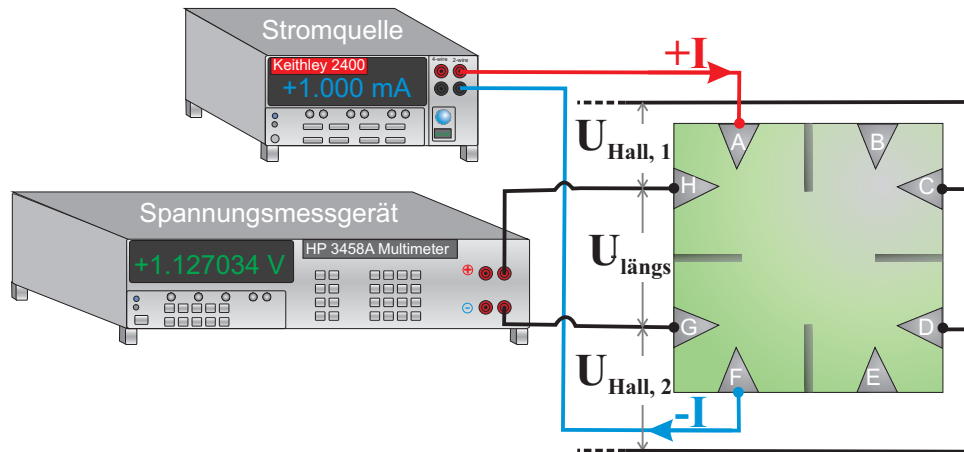 Stromquelle
4-wire 2-wire
Keithley 2400
+1.000 mA
+I
U Hall, 1
A
B
H
C
Spannungsmessgerät
HP 3458A Multimeter
+1.127034 V
U längs
G
D
U Hall, 2
F
E
-I